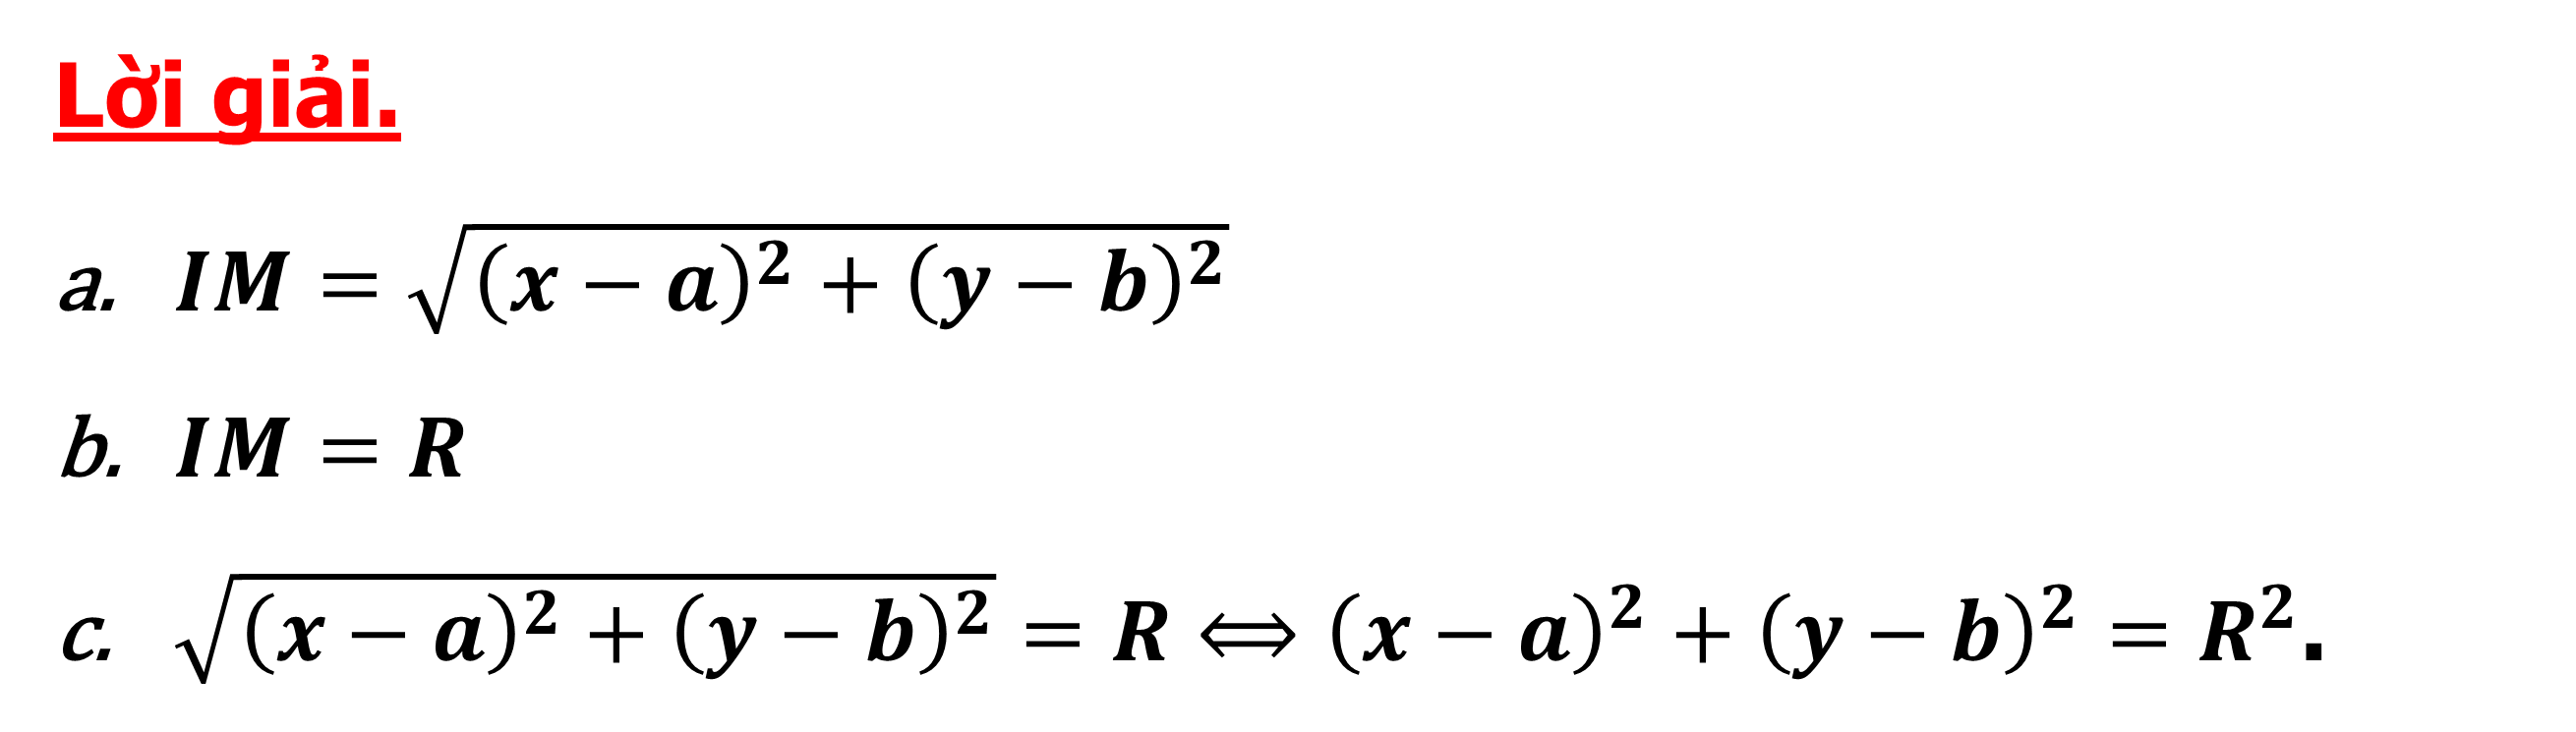 Lời giải.
a. IM = √((x − a)² + (y − b)²)
b. IM = R
c. √((x − a)² + (y − b)²) = R ⟺ (x − a)² + (y − b)² = R².